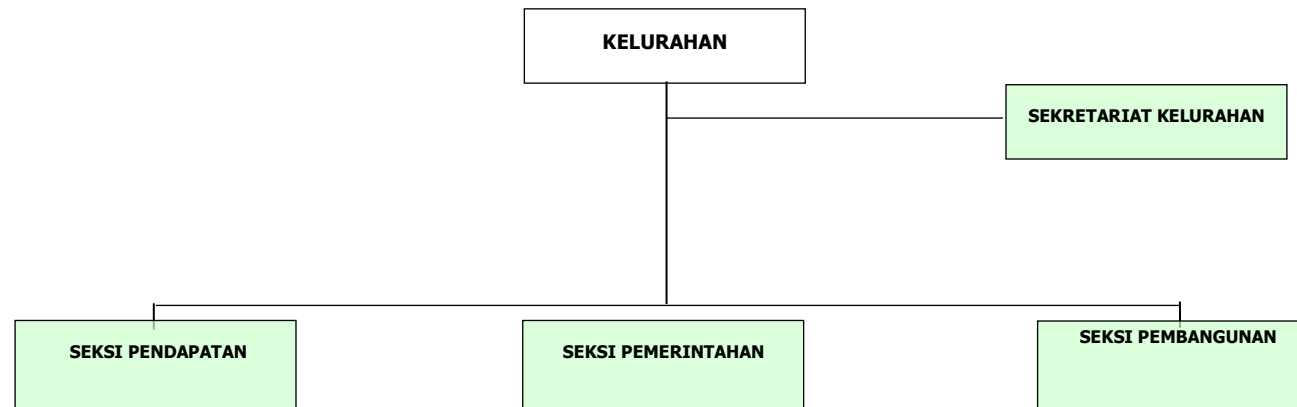 KELURAHAN
SEKRETARIAT KELURAHAN
SEKSI PENDAPATAN
SEKSI PEMERINTAHAN
SEKSI PEMBANGUNAN